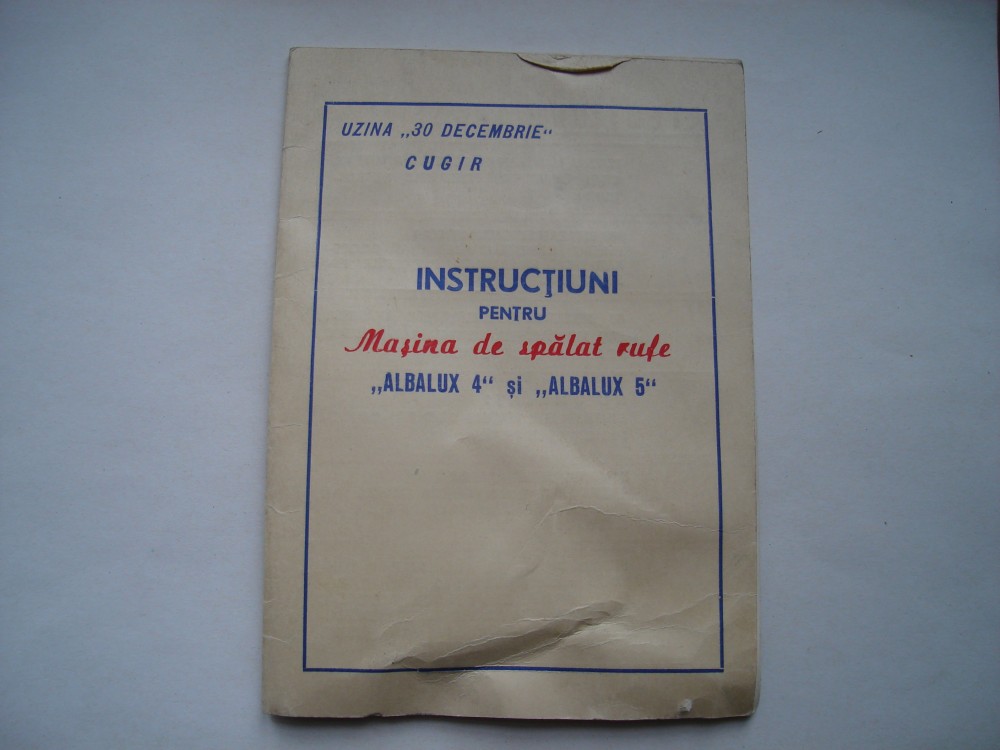 UZINA „30 DECEMBRIE“
CUGIR
INSTRUCŢIUNI
PENTRU
Maşina de spălat rufe
„ALBALUX 4“ şi „ALBALUX 5“